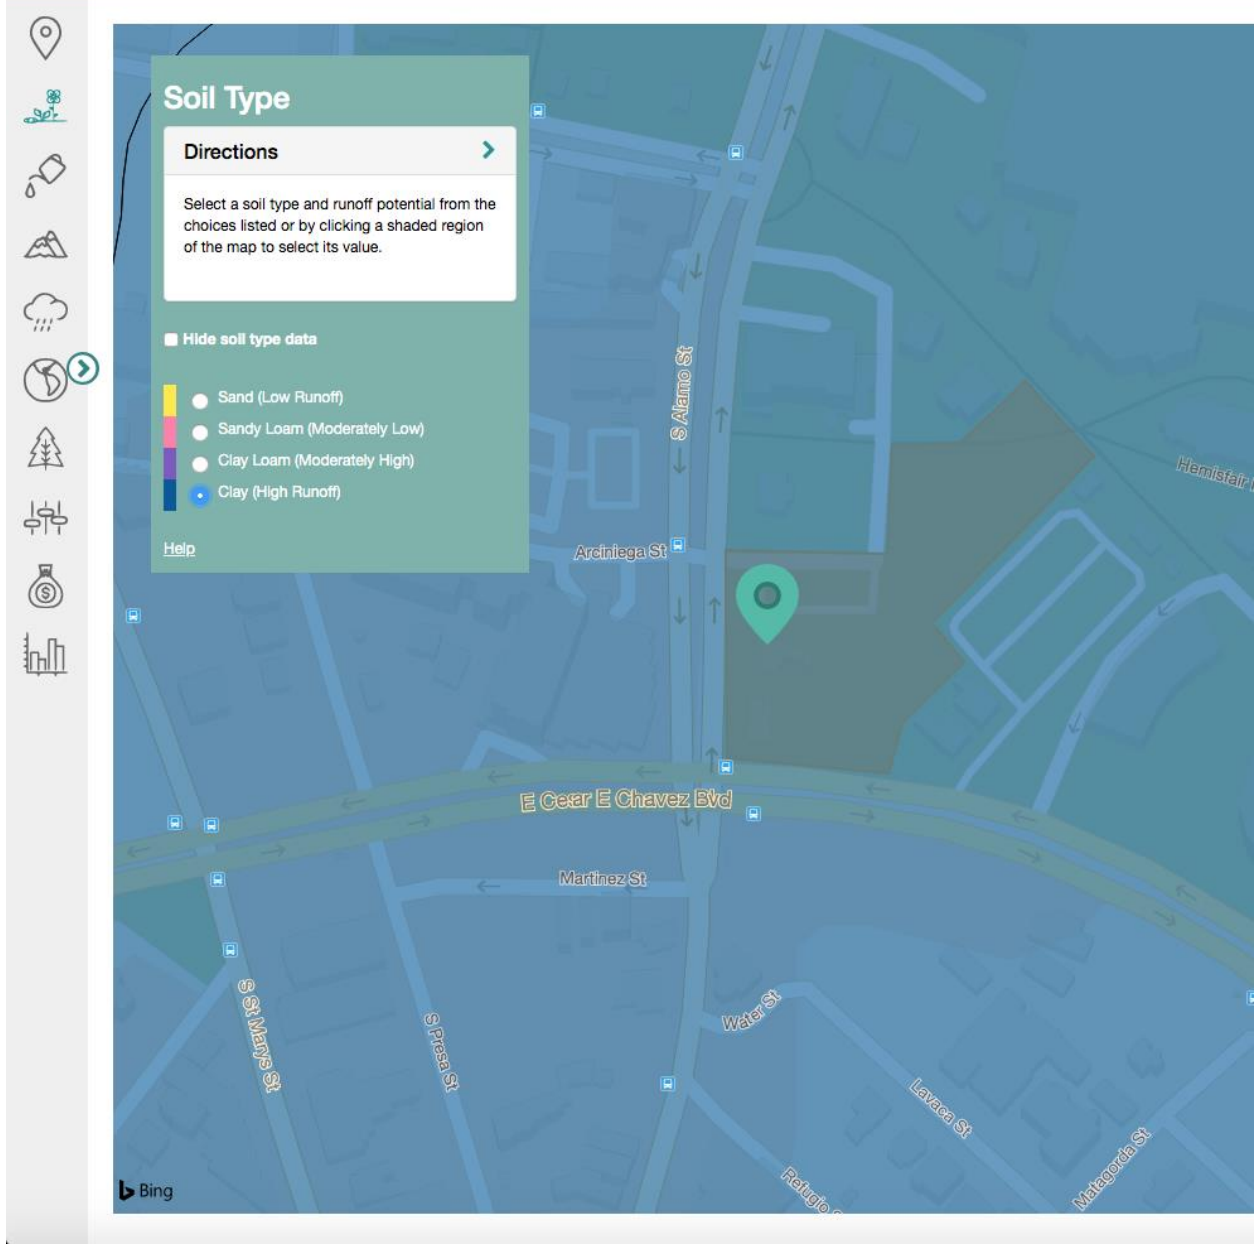 Soil Type
Directions
Select a soil type and runoff potential from the
choices listed or by clicking a shaded region
of the map to select its value.
Hide soil type data
Sand (Low Runoff)
Sandy Loam (Moderately Low)
Clay Loam (Moderately High)
Clay (High Runoff)
Help
S Alamo St
Hemisfair
Arciniega St
E Cesar E Chavez Blvd
Martinez St
S St Marys St
S Presa St
Water St
Lavaca St
Matagorda St
Refugio
Bing